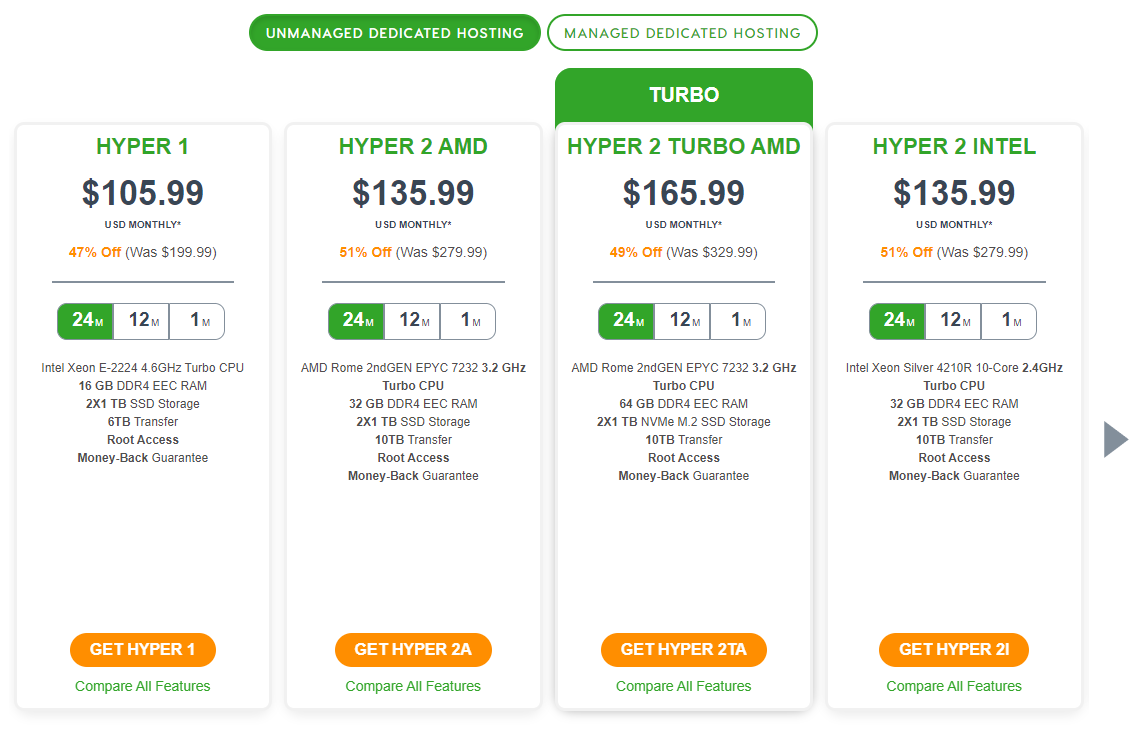 UNMANAGED DEDICATED HOSTING
MANAGED DEDICATED HOSTING
TURBO
HYPER 1
$105.99
USD MONTHLY*
47% Off (Was $199.99)
24M 12M 1M
Intel Xeon E-2224 4.6GHz Turbo CPU
16 GB DDR4 EEC RAM
2X1 TB SSD Storage
6TB Transfer
Root Access
Money-Back Guarantee
GET HYPER 1
Compare All Features
HYPER 2 AMD
$135.99
USD MONTHLY*
51% Off (Was $279.99)
24M 12M 1M
AMD Rome 2ndGEN EPYC 7232 3.2 GHz
Turbo CPU
32 GB DDR4 EEC RAM
2X1 TB SSD Storage
10TB Transfer
Root Access
Money-Back Guarantee
GET HYPER 2A
Compare All Features
HYPER 2 TURBO AMD
$165.99
USD MONTHLY*
49% Off (Was $329.99)
24M 12M 1M
AMD Rome 2ndGEN EPYC 7232 3.2 GHz
Turbo CPU
64 GB DDR4 EEC RAM
2X1 TB NVMe M.2 SSD Storage
10TB Transfer
Root Access
Money-Back Guarantee
GET HYPER 2TA
Compare All Features
HYPER 2 INTEL
$135.99
USD MONTHLY*
51% Off (Was $279.99)
24M 12M 1M
Intel Xeon Silver 4210R 10-Core 2.4GHz
Turbo CPU
32 GB DDR4 EEC RAM
2X1 TB SSD Storage
10TB Transfer
Root Access
Money-Back Guarantee
GET HYPER 2I
Compare All Features